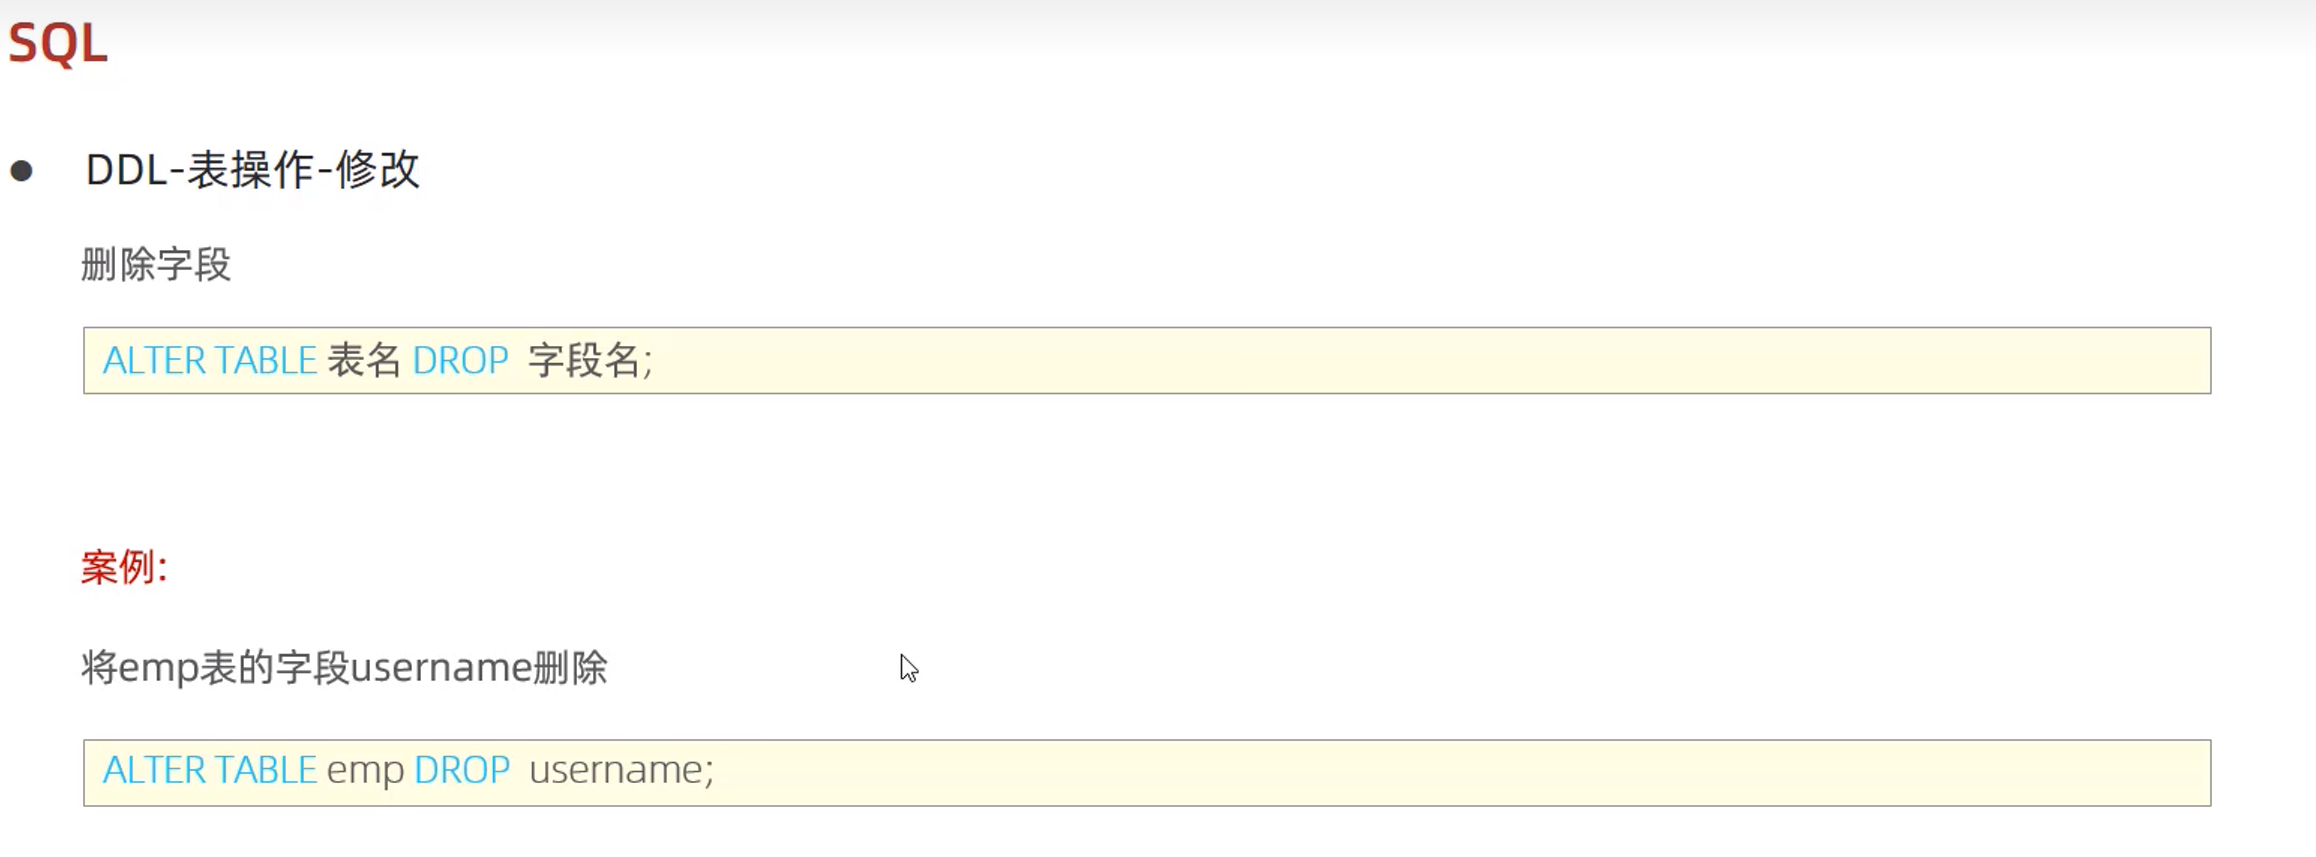 SQL
DDL-表操作-修改
删除字段
ALTER TABLE 表名 DROP 字段名;
案例:
将emp表的字段username删除
ALTER TABLE emp DROP username;